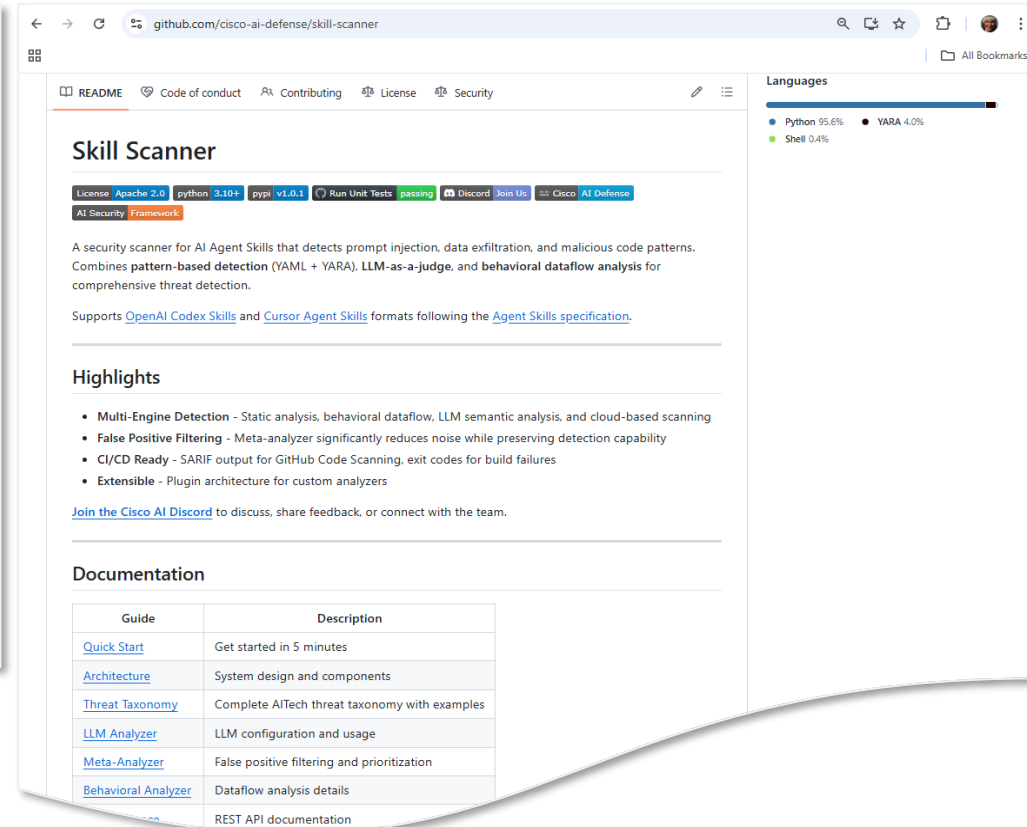 github.com/cisco-ai-defense/skill-scanner
All Bookmarks
README Code of conduct Contributing License Security
Languages
Python 95.6% YARA 4.0%
Shell 0.4%
Skill Scanner
License Apache 2.0 python 3.10+ pypi v1.0.1 Run Unit Tests passing Discord Join Us Cisco AI Defense
AI Security Framework
A security scanner for AI Agent Skills that detects prompt injection, data exfiltration, and malicious code patterns.
Combines pattern-based detection (YAML + YARA), LLM-as-a-judge, and behavioral dataflow analysis for
comprehensive threat detection.
Supports OpenAI Codex Skills and Cursor Agent Skills formats following the Agent Skills specification.
Highlights
• Multi-Engine Detection - Static analysis, behavioral dataflow, LLM semantic analysis, and cloud-based scanning
• False Positive Filtering - Meta-analyzer significantly reduces noise while preserving detection capability
• CI/CD Ready - SARIF output for GitHub Code Scanning, exit codes for build failures
• Extensible - Plugin architecture for custom analyzers
Join the Cisco AI Discord to discuss, share feedback, or connect with the team.
Documentation
Guide Description
Quick Start Get started in 5 minutes
Architecture System design and components
Threat Taxonomy Complete AITech threat taxonomy with examples
LLM Analyzer LLM configuration and usage
Meta-Analyzer False positive filtering and prioritization
Behavioral Analyzer Dataflow analysis details
REST API documentation